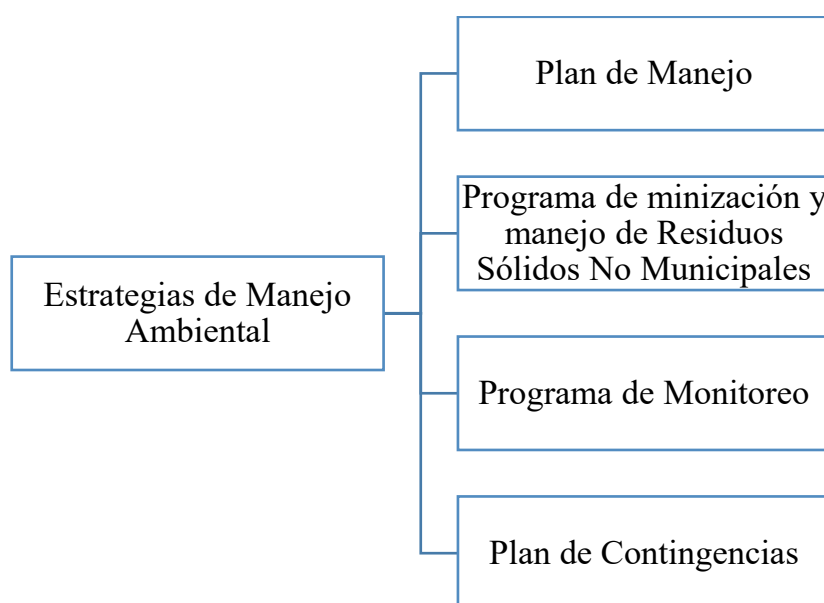 Plan de Manejo
Programa de minización y
manejo de Residuos
Sólidos No Municipales
Estrategias de Manejo
Ambiental
Programa de Monitoreo
Plan de Contingencias